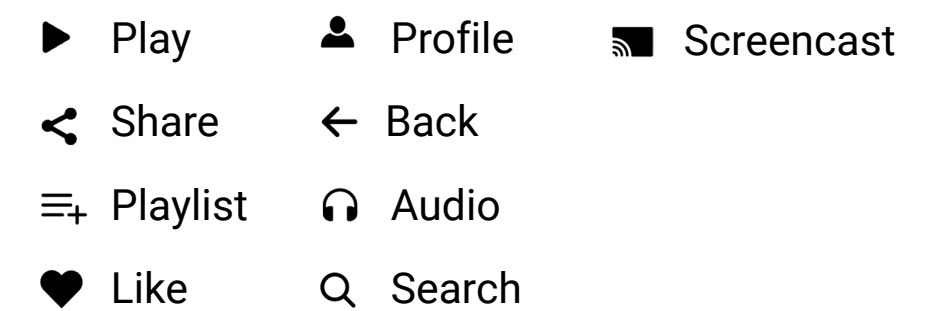 Play
Share
Playlist
Like
Profile
Back
Audio
Search
Screencast